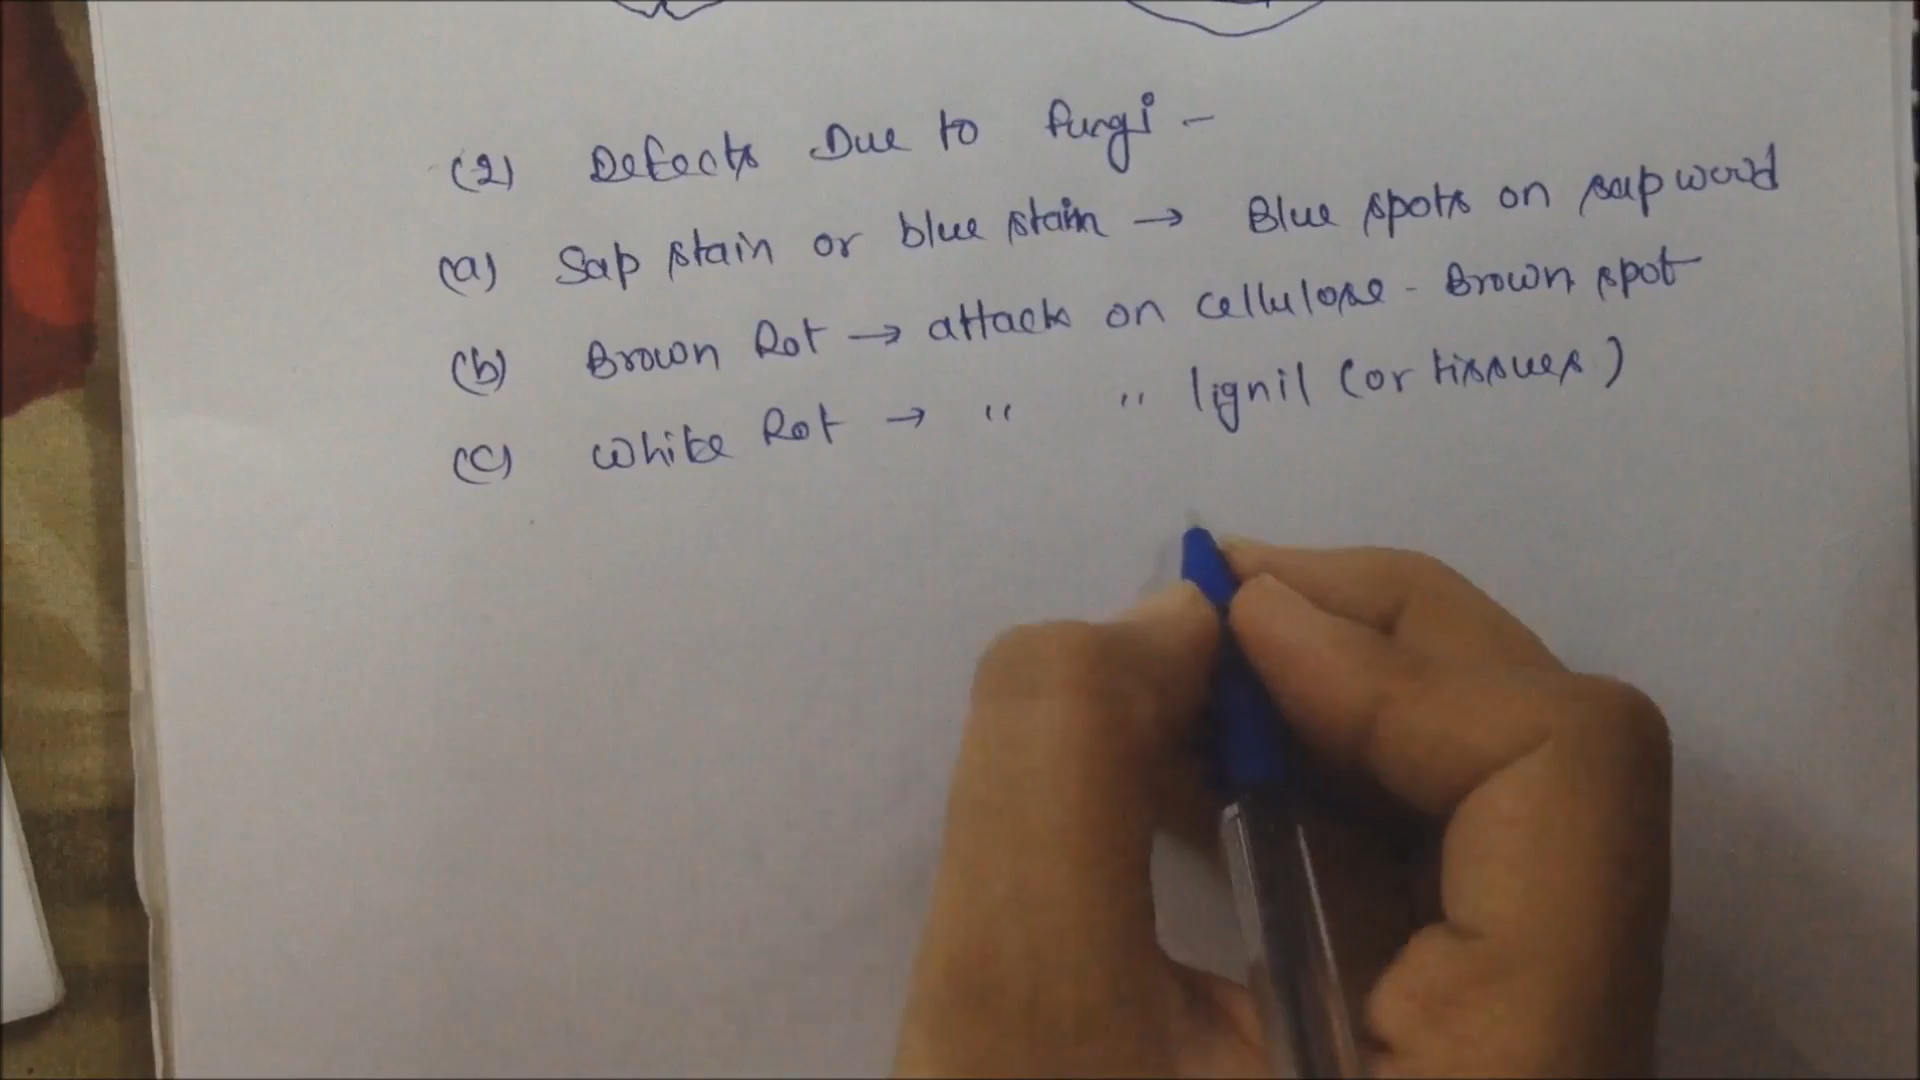 (2) Defects Due to fungi -
(a) Sap stain or blue stain → Blue spots on sap wood
(b) Brown Rot → attack on cellulose - Brown spot
(c) White Rot → " " lignil (or tissues)